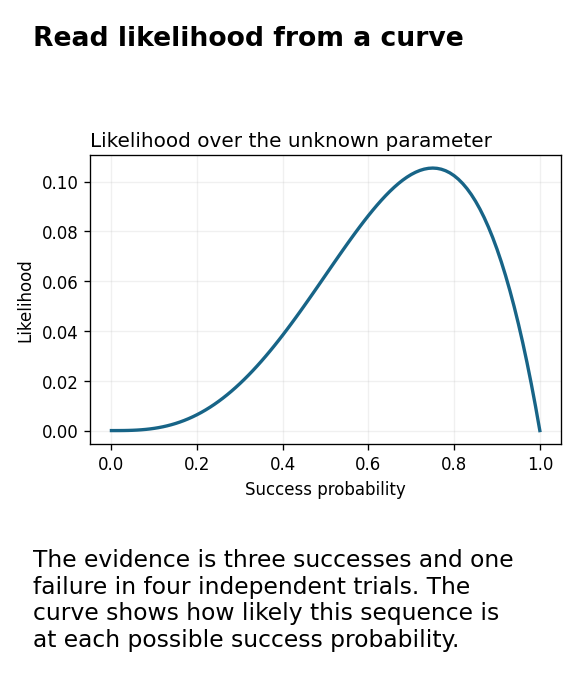 Read likelihood from a curve
Likelihood over the unknown parameter
0.10
0.08
0.06
0.04
0.02
0.00
Likelihood
0.0 0.2 0.4 0.6 0.8 1.0
Success probability
The evidence is three successes and one
failure in four independent trials. The
curve shows how likely this sequence is
at each possible success probability.